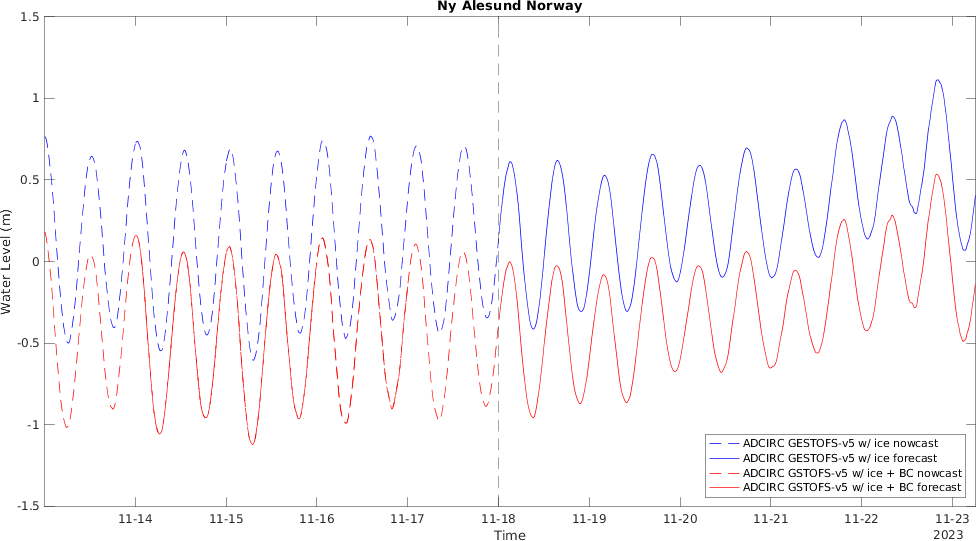 Ny Alesund Norway
1.5
1
0.5
0
-0.5
-1
-1.5
Water Level (m)
11-14 11-15 11-16 11-17 11-18 11-19 11-20 11-21 11-22 11-23
2023
Time
ADCIRC GESTOFS-v5 w/ ice nowcast
ADCIRC GESTOFS-v5 w/ ice forecast
ADCIRC GSTOFS-v5 w/ ice + BC nowcast
ADCIRC GSTOFS-v5 w/ ice + BC forecast